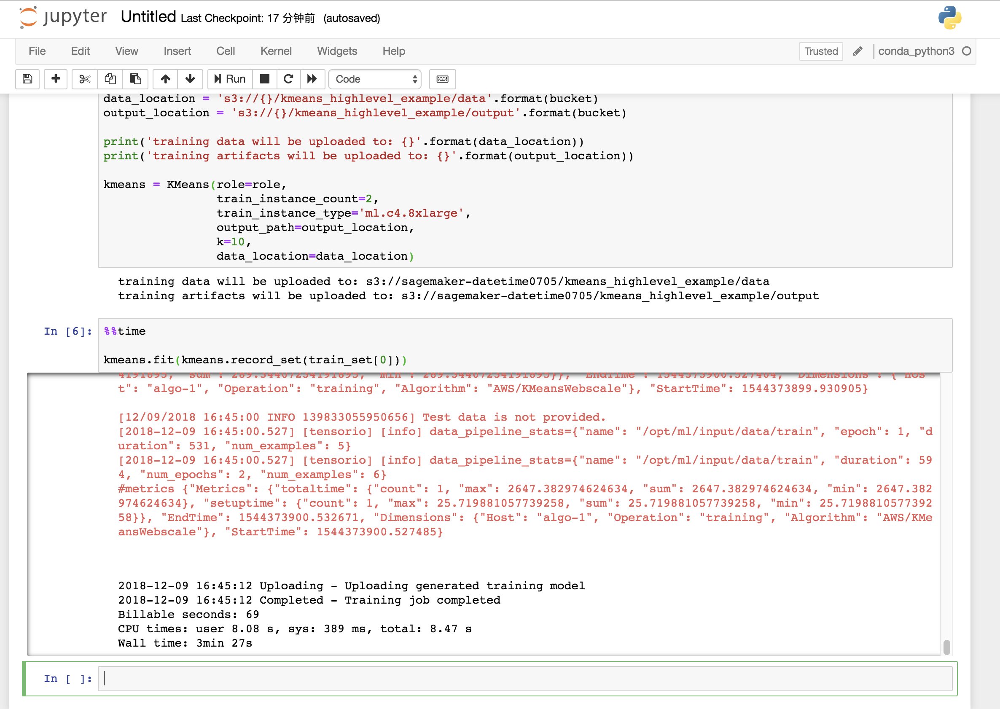 jupyter Untitled Last Checkpoint: 17 分钟前 (autosaved)
File Edit View Insert Cell Kernel Widgets Help Trusted conda_python3
Run Code
data_location = 's3://{}/kmeans_highlevel_example/data'.format(bucket)
output_location = 's3://{}/kmeans_highlevel_example/output'.format(bucket)
print('training data will be uploaded to: {}'.format(data_location))
print('training artifacts will be uploaded to: {}'.format(output_location))
kmeans = KMeans(role=role,
train_instance_count=2,
train_instance_type='ml.c4.8xlarge',
output_path=output_location,
k=10,
data_location=data_location)
training data will be uploaded to: s3://sagemaker-datetime0705/kmeans_highlevel_example/data
training artifacts will be uploaded to: s3://sagemaker-datetime0705/kmeans_highlevel_example/output
In [6]: %%time
kmeans.fit(kmeans.record_set(train_set[0]))
4191895, "sum": 289.34407234191895, "min": 289.34407234191895}}, "EndTime": 1544373900.527404, "Dimensions": {"Hos
t": "algo-1", "Operation": "training", "Algorithm": "AWS/KMeansWebscale"}, "StartTime": 1544373899.930905}
[12/09/2018 16:45:00 INFO 139833055950656] Test data is not provided.
[2018-12-09 16:45:00.527] [tensorio] [info] data_pipeline_stats={"name": "/opt/ml/input/data/train", "epoch": 1, "d
uration": 531, "num_examples": 5}
[2018-12-09 16:45:00.527] [tensorio] [info] data_pipeline_stats={"name": "/opt/ml/input/data/train", "duration": 59
4, "num_epochs": 2, "num_examples": 6}
#metrics {"Metrics": {"totaltime": {"count": 1, "max": 2647.382974624634, "sum": 2647.382974624634, "min": 2647.382
974624634}, "setuptime": {"count": 1, "max": 25.719881057739258, "sum": 25.719881057739258, "min": 25.7198810577392
58}}, "EndTime": 1544373900.532671, "Dimensions": {"Host": "algo-1", "Operation": "training", "Algorithm": "AWS/KMe
ansWebscale"}, "StartTime": 1544373900.527485}
2018-12-09 16:45:12 Uploading - Uploading generated training model
2018-12-09 16:45:12 Completed - Training job completed
Billable seconds: 69
CPU times: user 8.08 s, sys: 389 ms, total: 8.47 s
Wall time: 3min 27s
In [ ]: